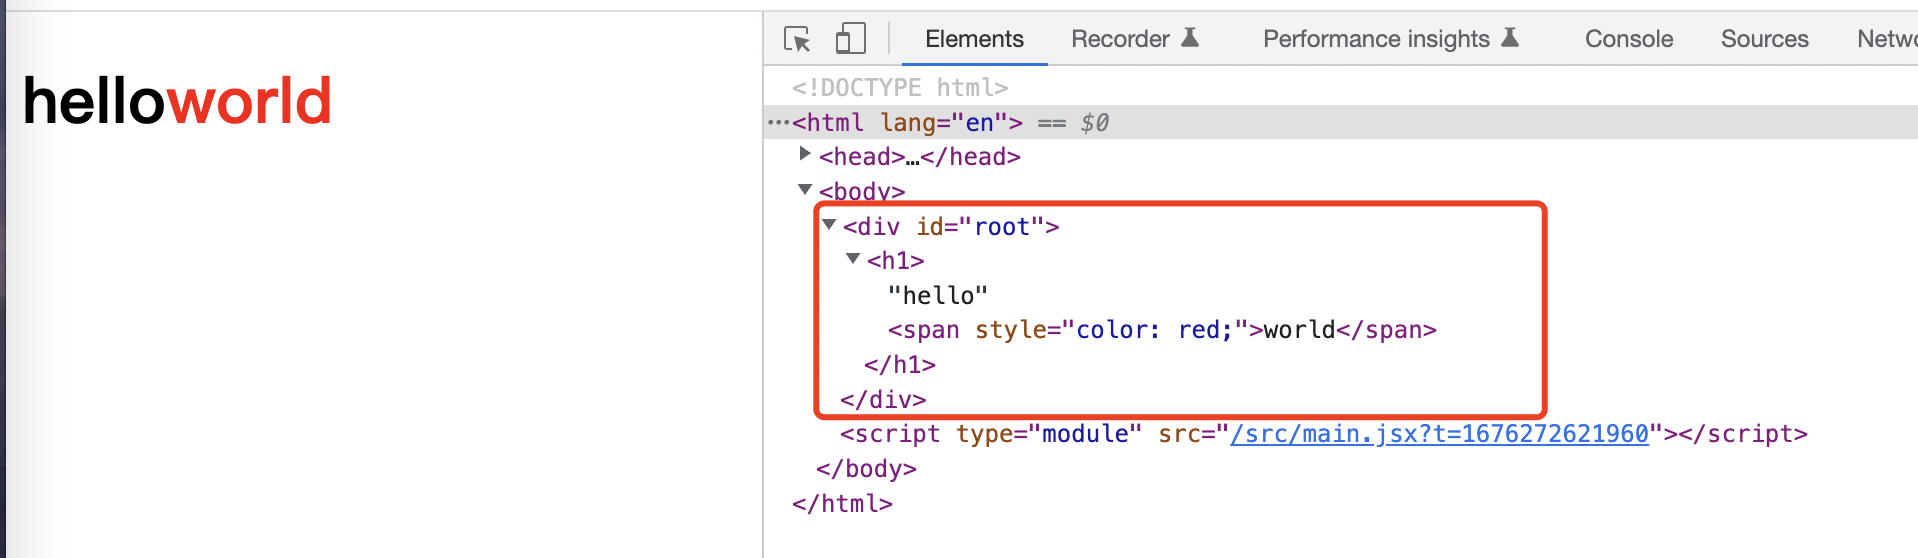 helloworld
Elements Recorder Performance insights Console Sources Netwo
<!DOCTYPE html>
···<html lang="en"> == $0
<head>…</head>
<body>
<div id="root">
<h1>
"hello"
<span style="color: red;">world</span>
</h1>
</div>
<script type="module" src="/src/main.jsx?t=1676272621960"></script>
</body>
</html>